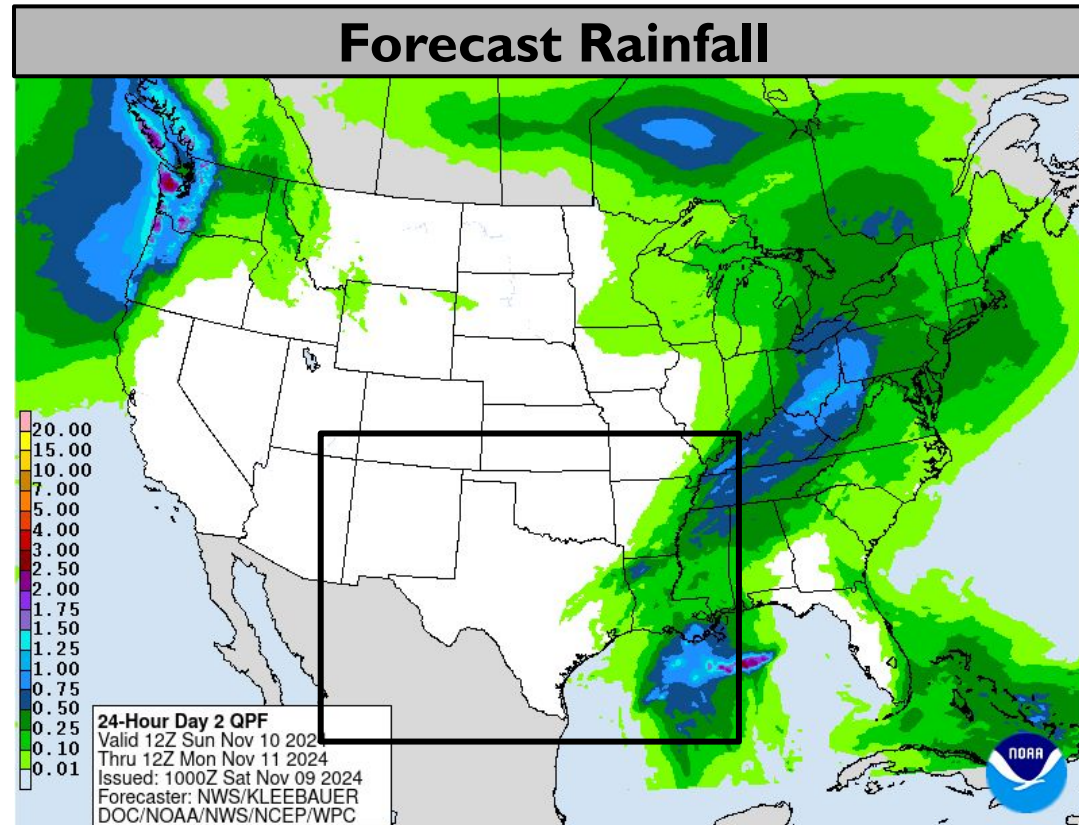 Forecast Rainfall
20.00
15.00
10.00
7.00
5.00
4.00
3.00
2.50
2.00
1.75
1.50
1.25
1.00
0.75
0.50
0.25
0.10
0.01
24-Hour Day 2 QPF
Valid 12Z Sun Nov 10 202
Thru 12Z Mon Nov 11 2024
Issued: 1000Z Sat Nov 09 2024
Forecaster: NWS/KLEEBAUER
DOC/NOAA/NWS/NCEP/WPC
NOAA